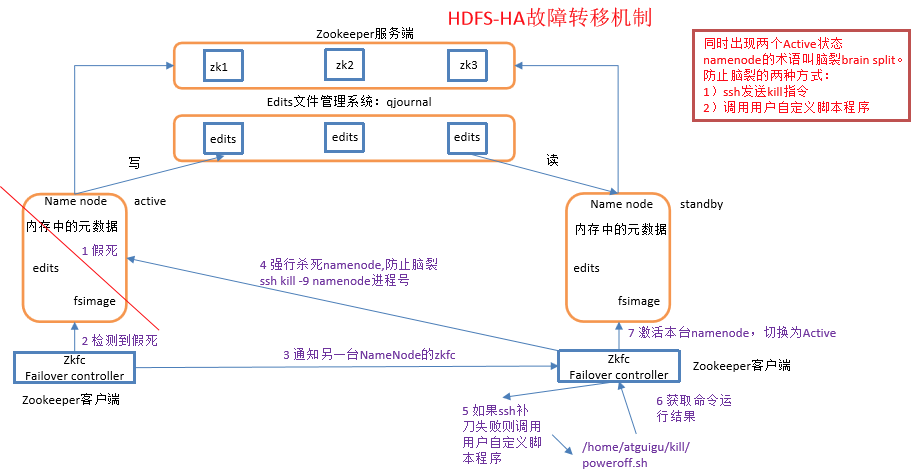 HDFS-HA故障转移机制
Zookeeper服务端
zk1
zk2
zk3
同时出现两个Active状态
namenode的术语叫脑裂brain split。
防止脑裂的两种方式：
1）ssh发送kill指令
2）调用用户自定义脚本程序
Edits文件管理系统：qjournal
edits
edits
edits
写
读
Name node
active
内存中的元数据
1 假死
edits
fsimage
Name node
standby
内存中的元数据
edits
fsimage
4 强行杀死namenode,防止脑裂
ssh kill -9 namenode进程号
2 检测到假死
7 激活本台namenode，切换为Active
3 通知另一台NameNode的zkfc
Zkfc
Failover controller
Zookeeper客户端
Zkfc
Failover controller
Zookeeper客户端
5 如果ssh补
刀失败则调用
用户自定义脚
本程序
6 获取命令运
行结果
/home/atguigu/kill/
poweroff.sh